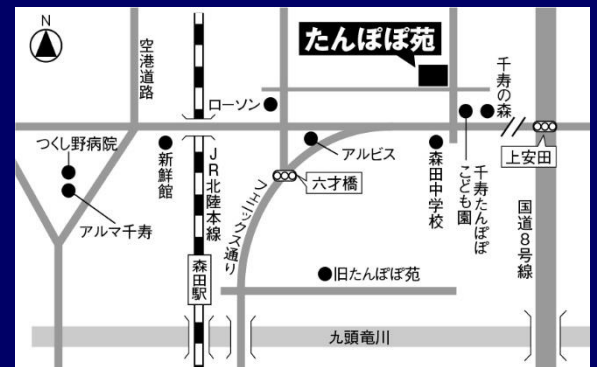 N
たんぽぽ苑
空港道路
千寿の森
ローソン
つくし野病院
新鮮館
JR北陸本線
アルビス
森田中学校
千寿たんぽぽ
こども園
上安田
六才橋
アルマ千寿
フェニックス通り
国道8号線
森田駅
旧たんぽぽ苑
九頭竜川